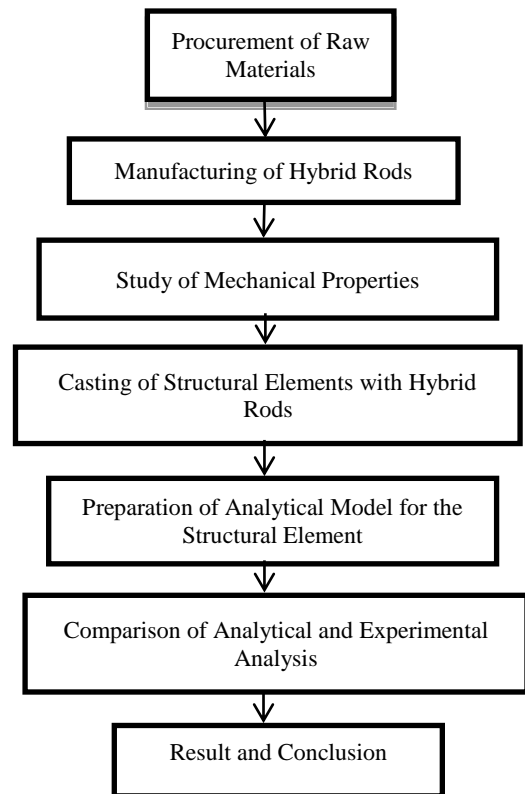 Procurement of Raw
Materials
Manufacturing of Hybrid Rods
Study of Mechanical Properties
Casting of Structural Elements with Hybrid
Rods
Preparation of Analytical Model for the
Structural Element
Comparison of Analytical and Experimental
Analysis
Result and Conclusion